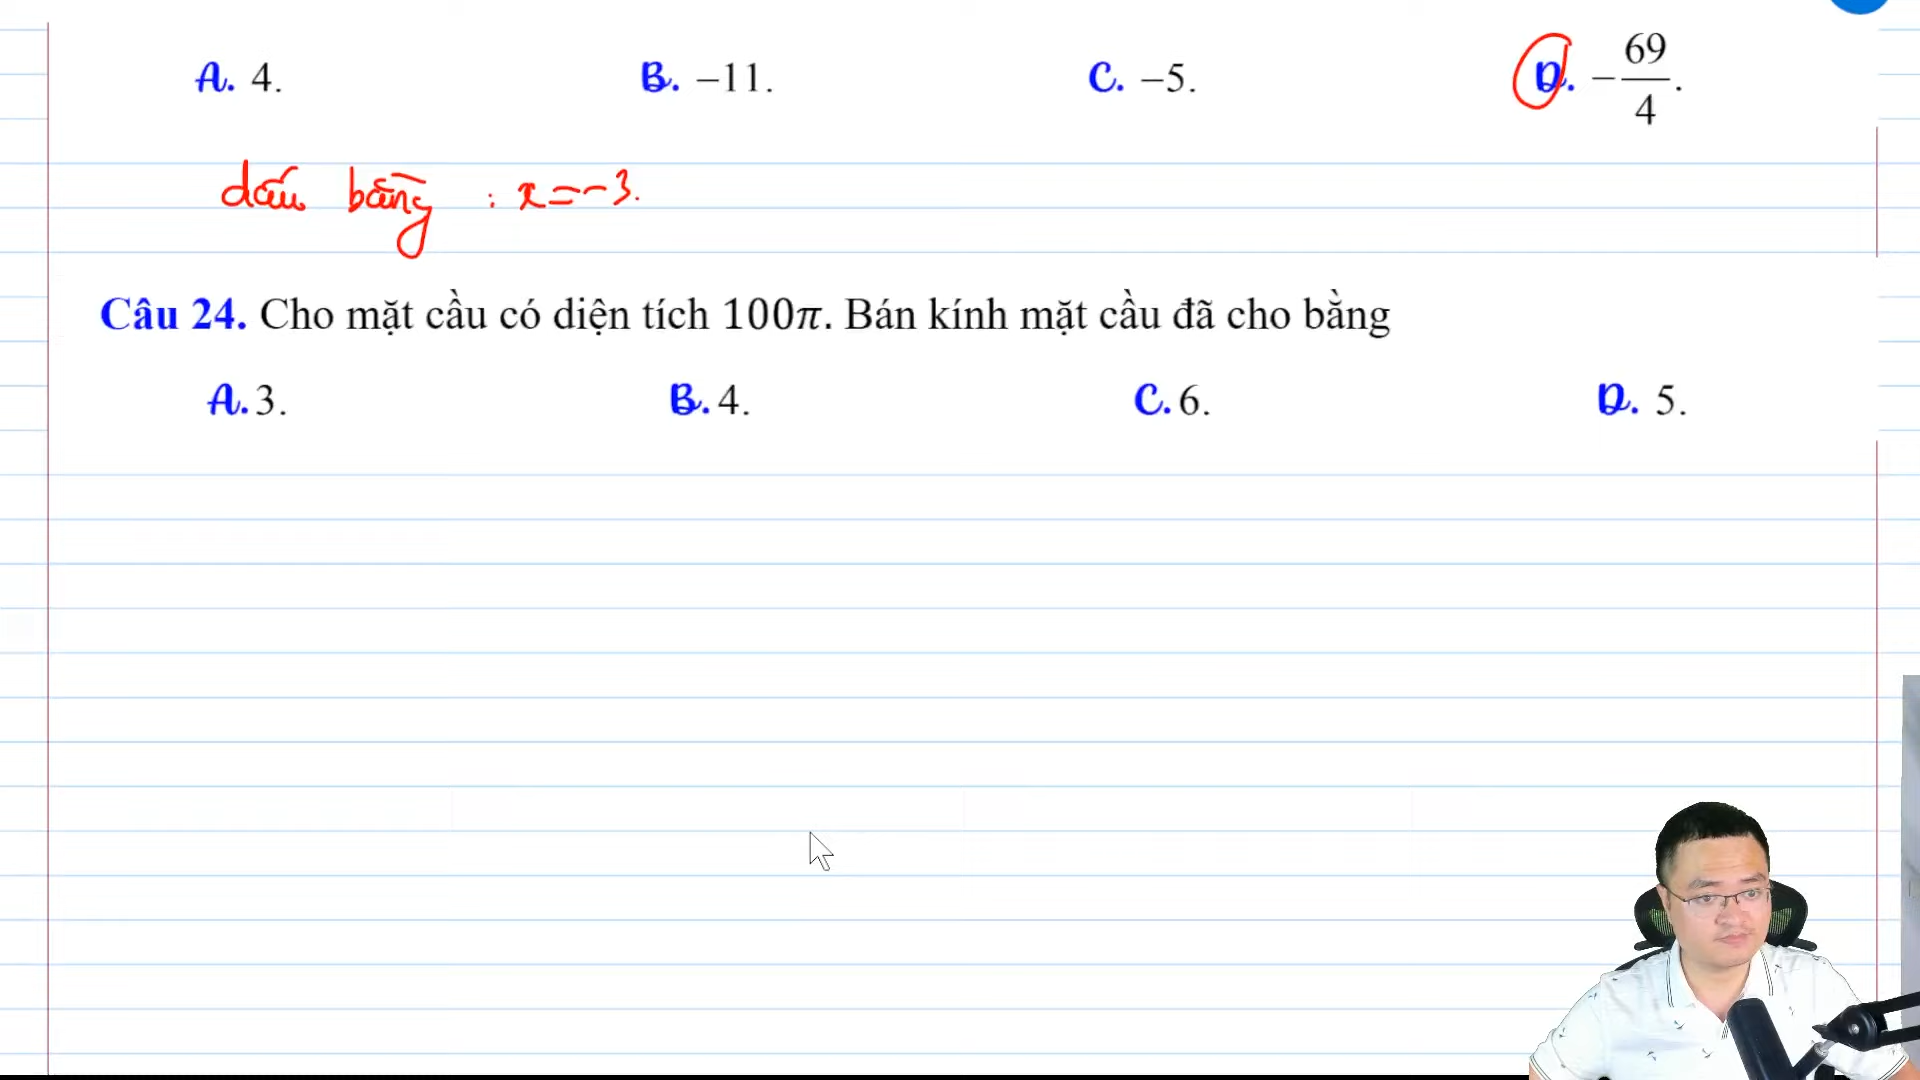 A. 4. B. −11. C. −5. D. −69/4.
dấu bằng : x = −3.
Câu 24. Cho mặt cầu có diện tích 100π. Bán kính mặt cầu đã cho bằng
A. 3. B. 4. C. 6. D. 5.